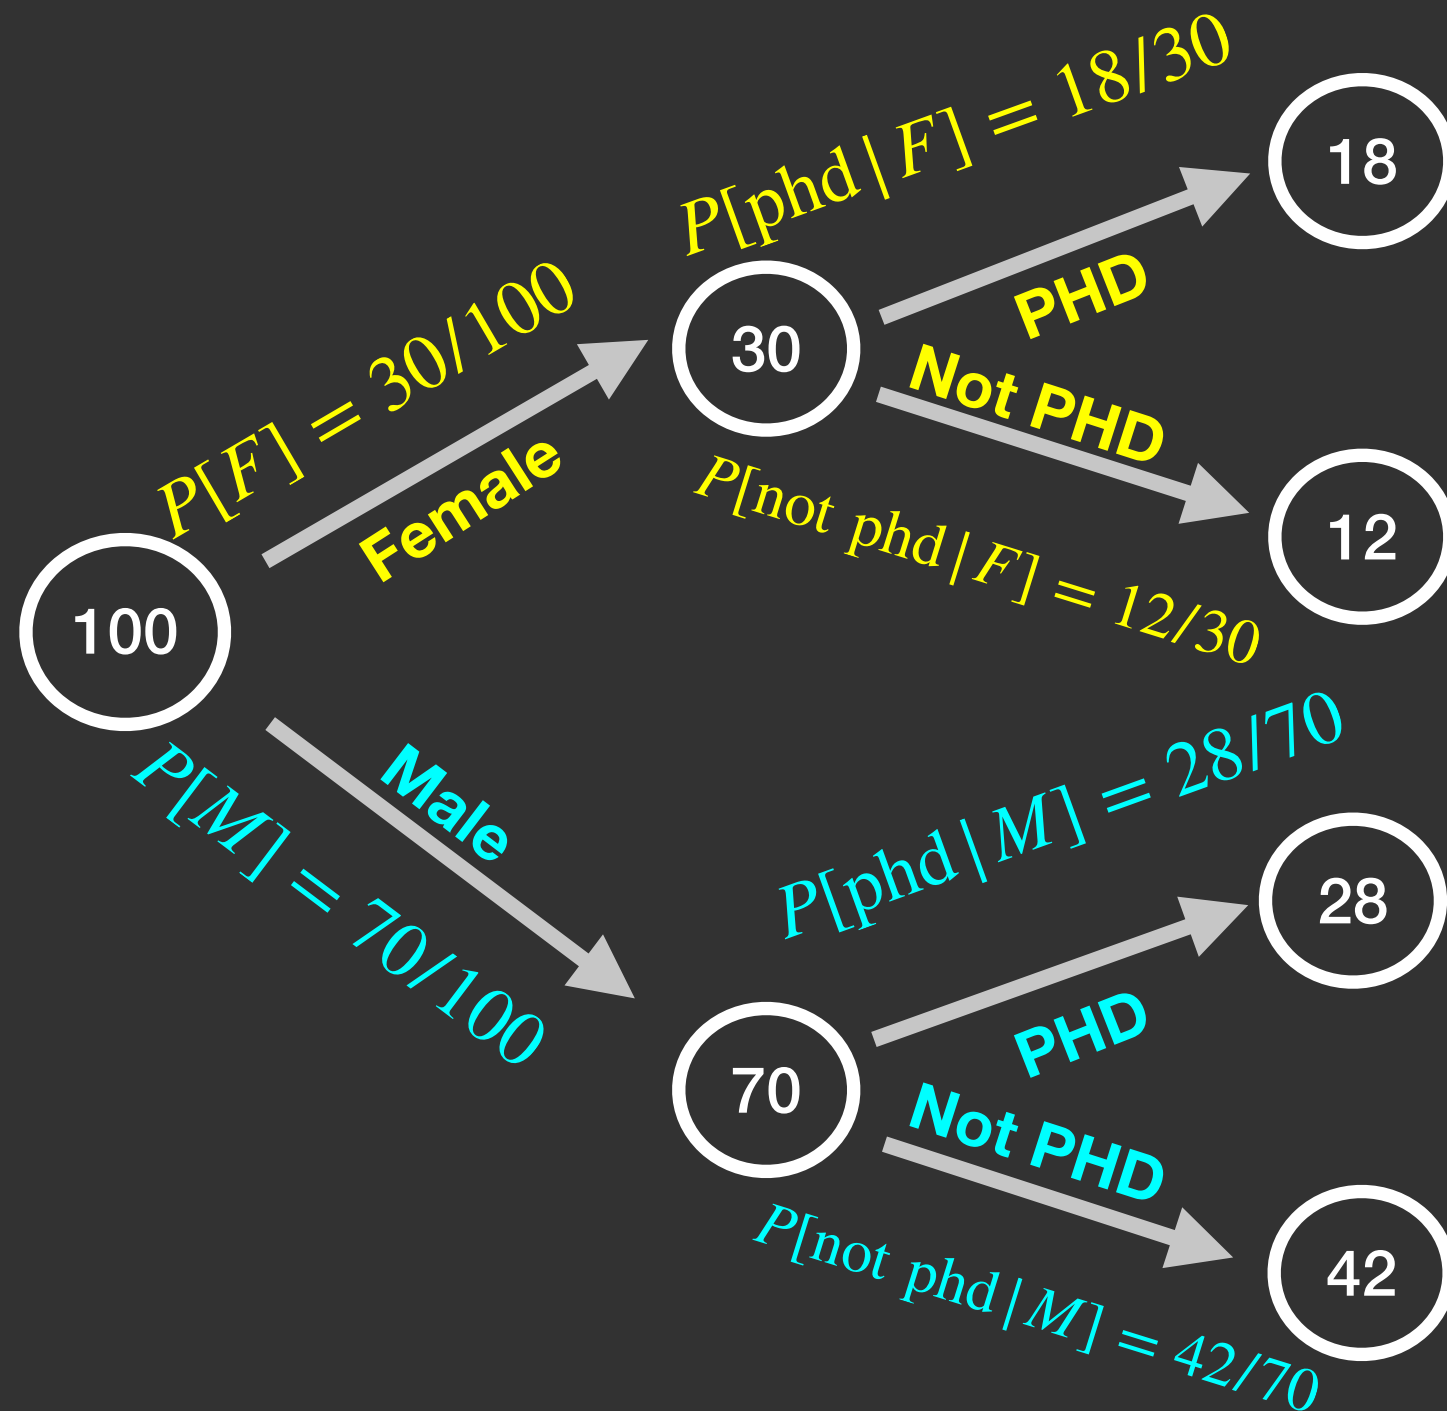 P[phd|F] = 18/30
18
PHD
30
Not PHD
P[F] = 30/100
Female
P[not phd|F] = 12/30
12
100
P[M] = 70/100
Male
P[phd|M] = 28/70
28
PHD
70
Not PHD
P[not phd|M] = 42/70
42